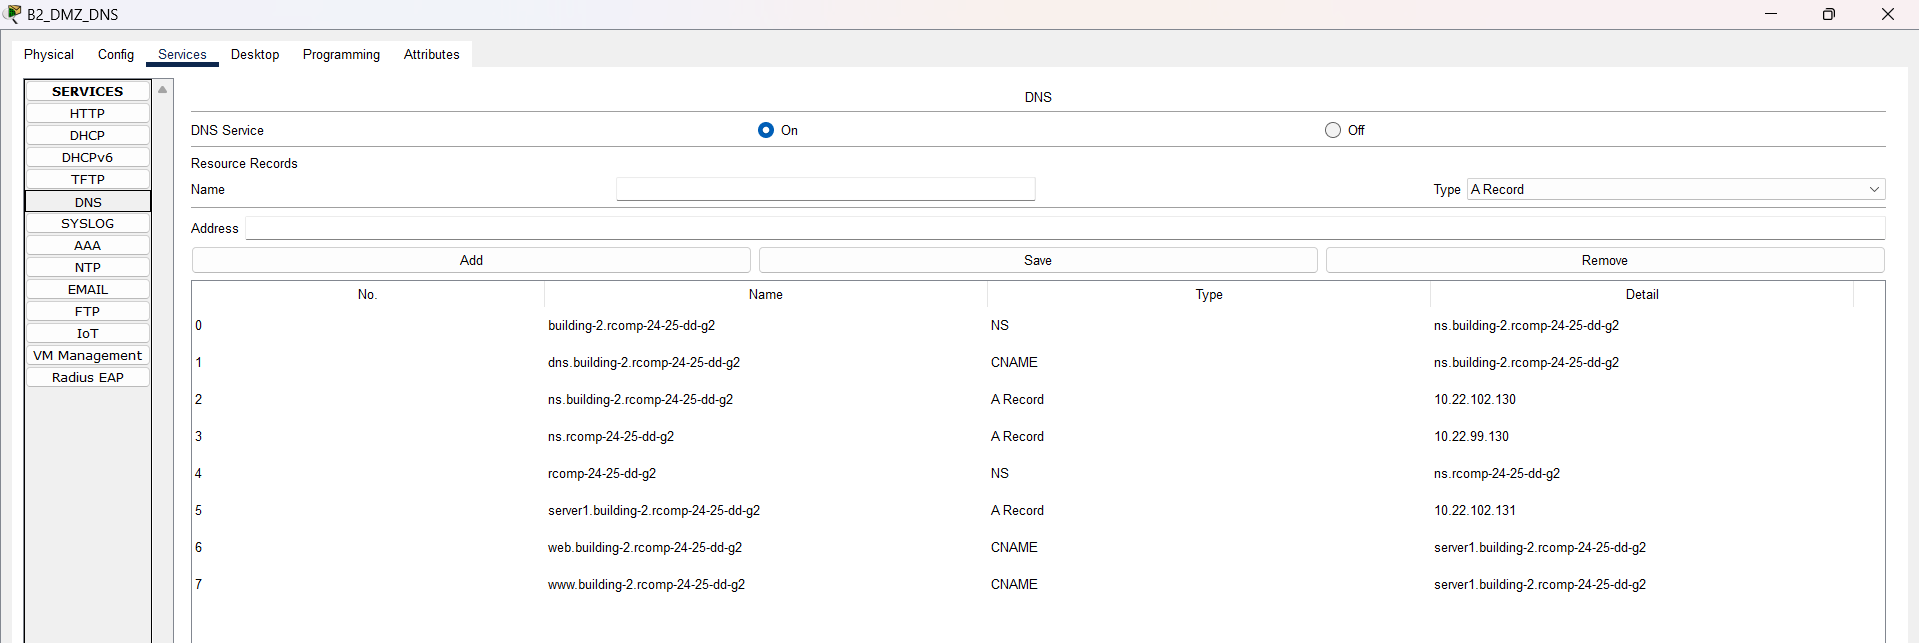 B2_DMZ_DNS
Physical Config Services Desktop Programming Attributes
SERVICES
HTTP
DHCP
DHCPv6
TFTP
DNS
SYSLOG
AAA
NTP
EMAIL
FTP
IoT
VM Management
Radius EAP
DNS
DNS Service On Off
Resource Records
Name Type A Record
Address
Add Save Remove
No. Name Type Detail
0 building-2.rcomp-24-25-dd-g2 NS ns.building-2.rcomp-24-25-dd-g2
1 dns.building-2.rcomp-24-25-dd-g2 CNAME ns.building-2.rcomp-24-25-dd-g2
2 ns.building-2.rcomp-24-25-dd-g2 A Record 10.22.102.130
3 ns.rcomp-24-25-dd-g2 A Record 10.22.99.130
4 rcomp-24-25-dd-g2 NS ns.rcomp-24-25-dd-g2
5 server1.building-2.rcomp-24-25-dd-g2 A Record 10.22.102.131
6 web.building-2.rcomp-24-25-dd-g2 CNAME server1.building-2.rcomp-24-25-dd-g2
7 www.building-2.rcomp-24-25-dd-g2 CNAME server1.building-2.rcomp-24-25-dd-g2